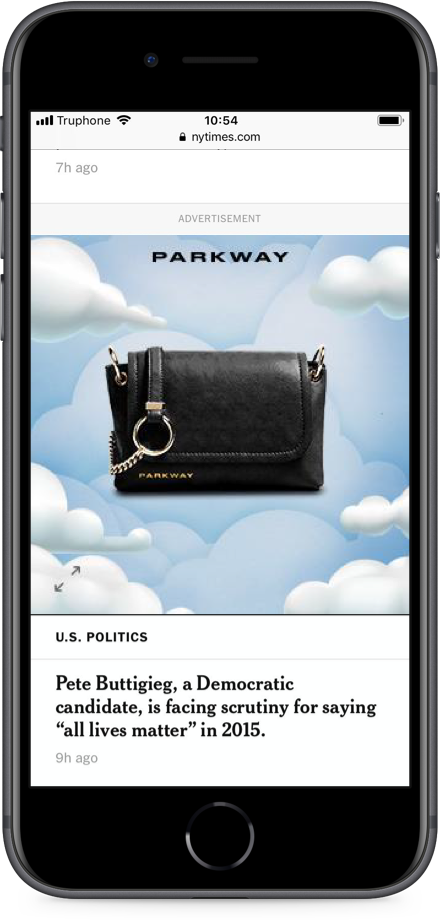 Truphone 10:54
nytimes.com
7h ago
ADVERTISEMENT
PARKWAY
PARKWAY
U.S. POLITICS
Pete Buttigieg, a Democratic
candidate, is facing scrutiny for saying
“all lives matter” in 2015.
9h ago